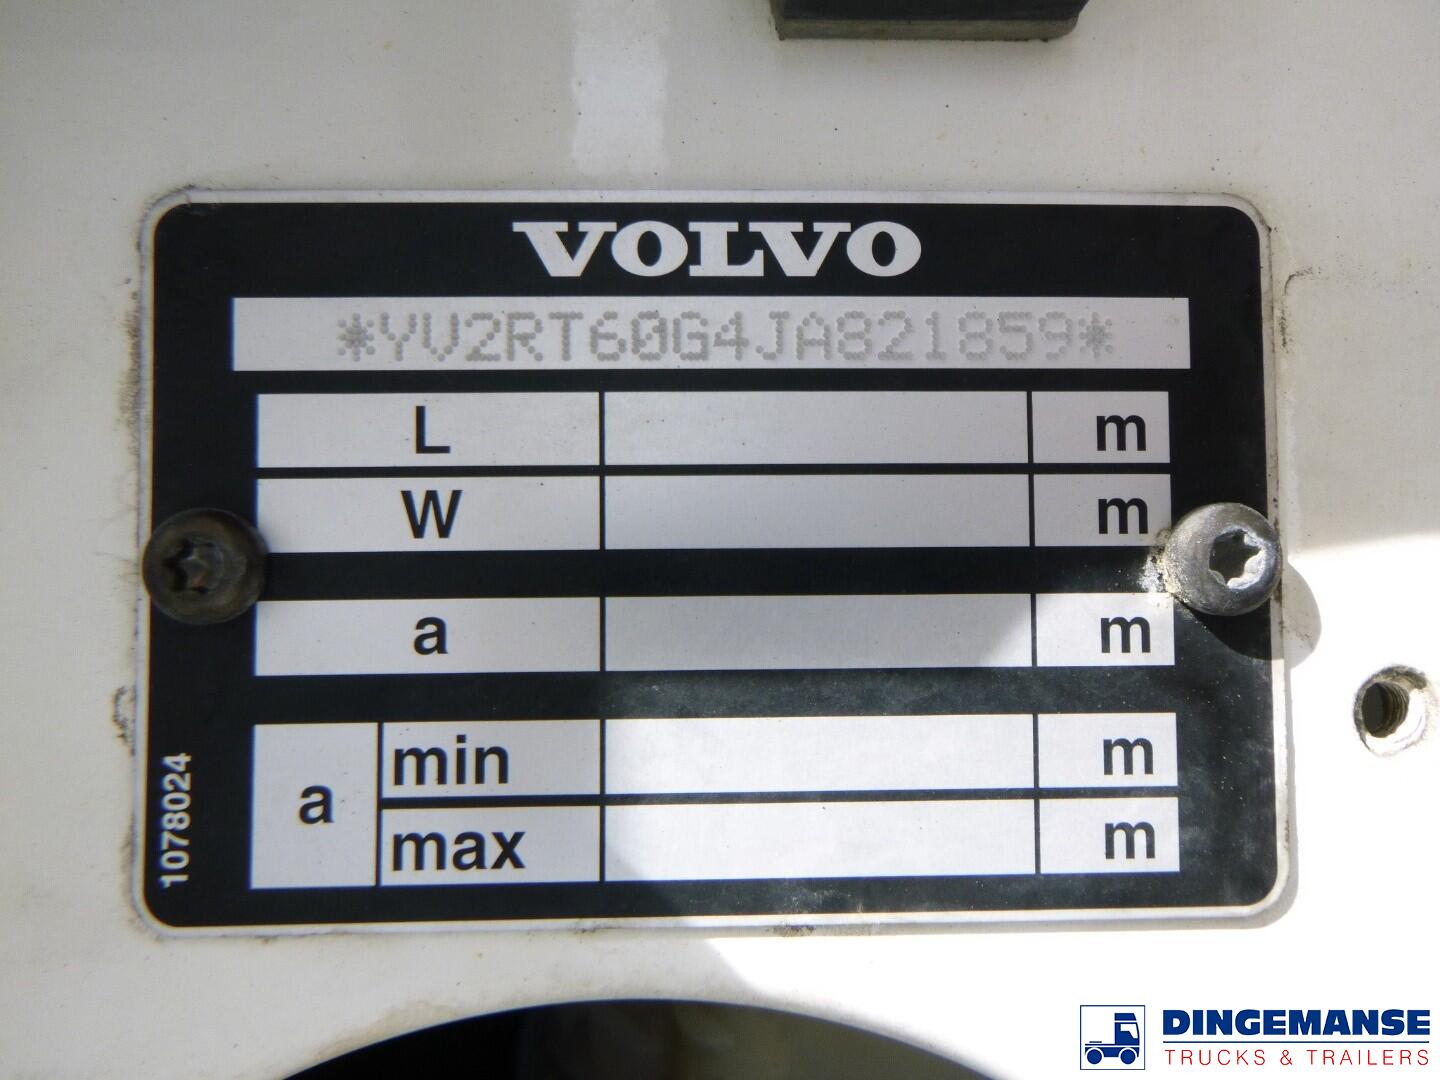 VOLVO
*YV2RT60G4JA821859*
L m
W m
a m
a min m
max m
1078024
DINGEMANSE
TRUCKS & TRAILERS